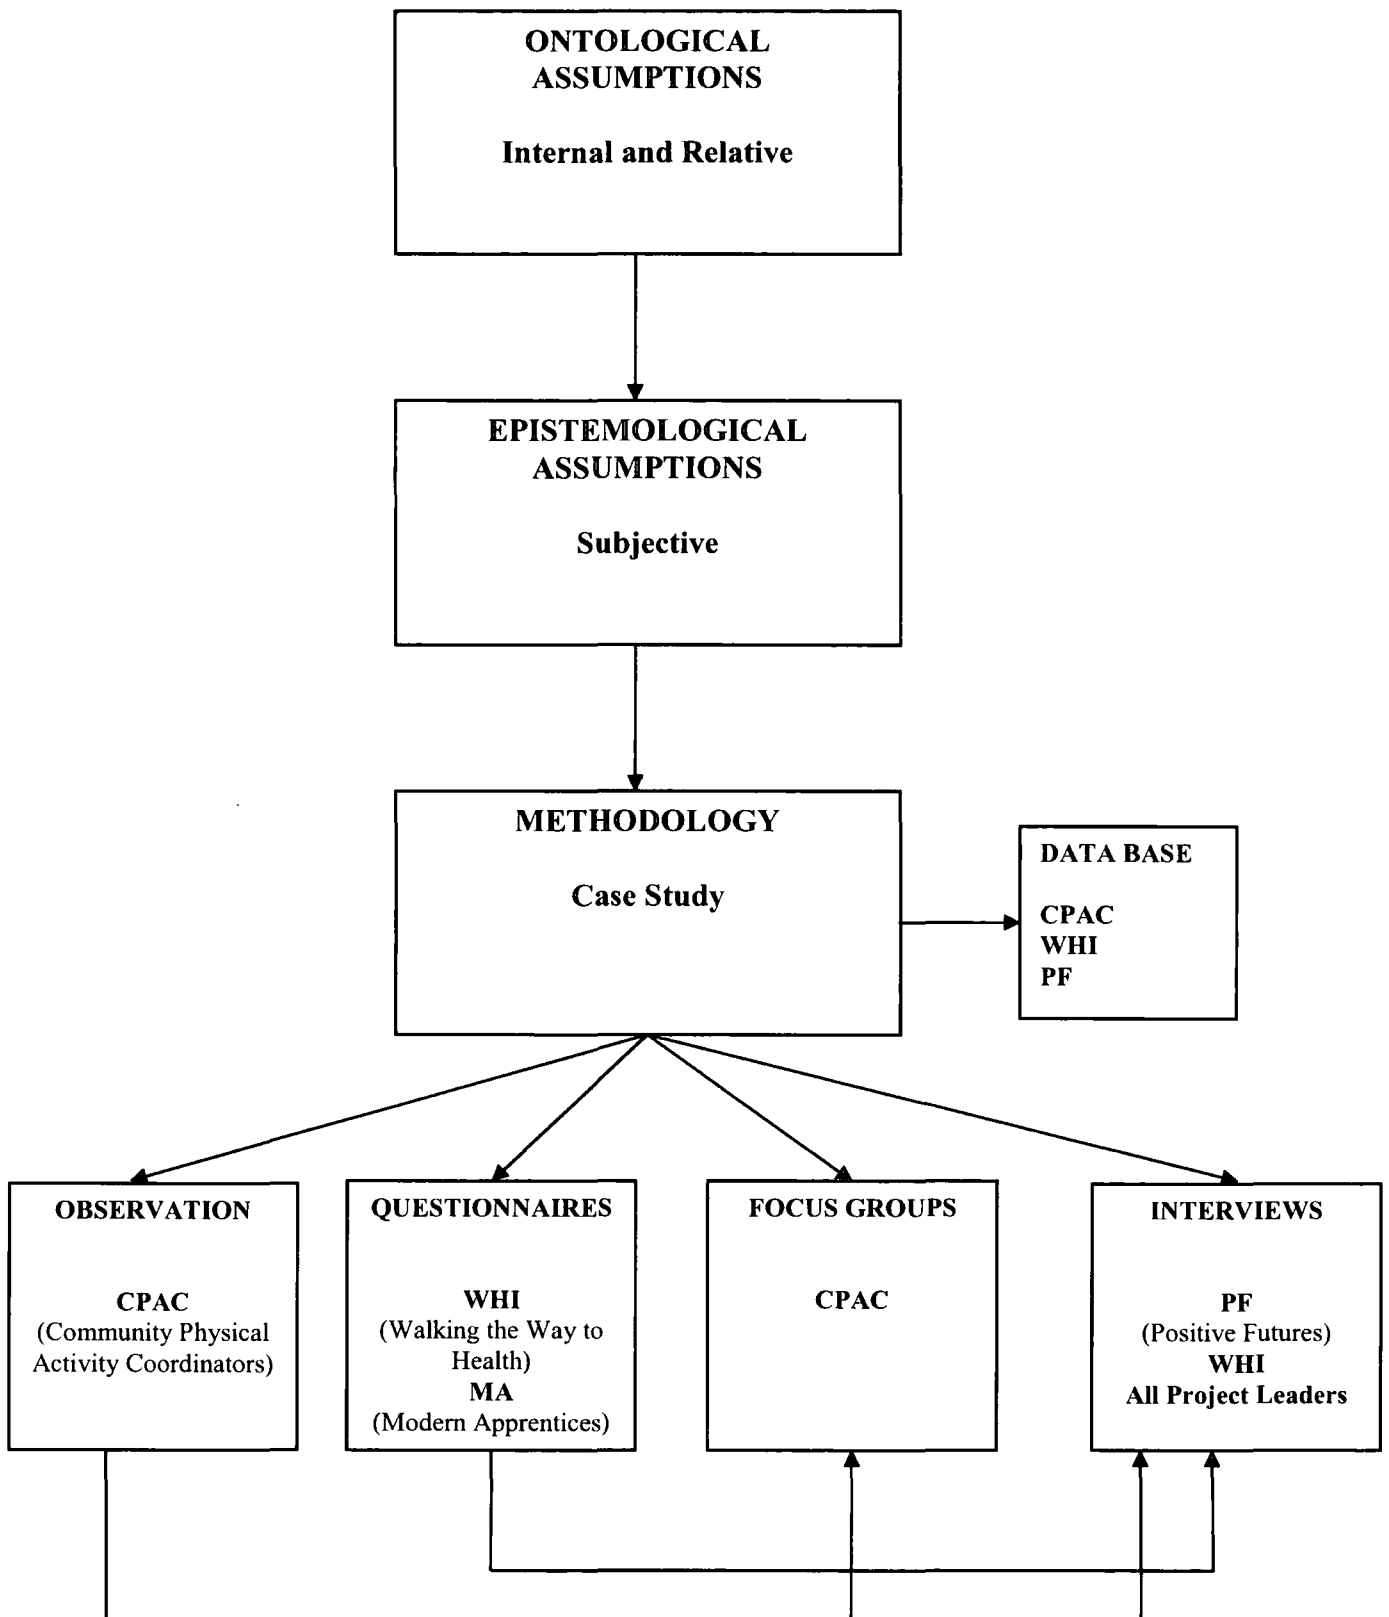 ONTOLOGICAL
ASSUMPTIONS
Internal and Relative
EPISTEMOLOGICAL
ASSUMPTIONS
Subjective
METHODOLOGY
Case Study
DATA BASE
CPAC
WHI
PF
OBSERVATION
CPAC
(Community Physical
Activity Coordinators)
QUESTIONNAIRES
WHI
(Walking the Way to
Health)
MA
(Modern Apprentices)
FOCUS GROUPS
CPAC
INTERVIEWS
PF
(Positive Futures)
WHI
All Project Leaders